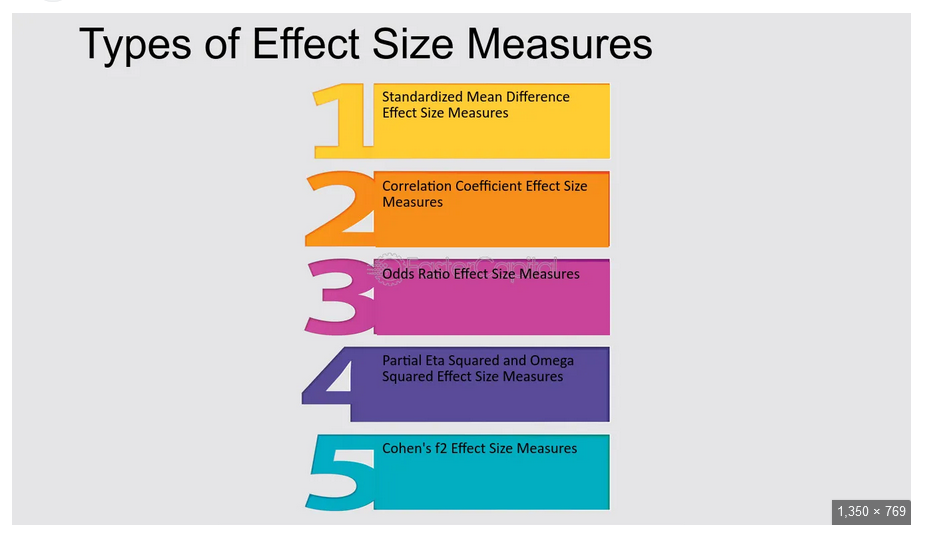 Types of Effect Size Measures
1
Standardized Mean Difference
Effect Size Measures
2
Correlation Coefficient Effect Size
Measures
FasterCapital
3
Odds Ratio Effect Size Measures
4
Partial Eta Squared and Omega
Squared Effect Size Measures
5
Cohen's f2 Effect Size Measures
1,350 × 769